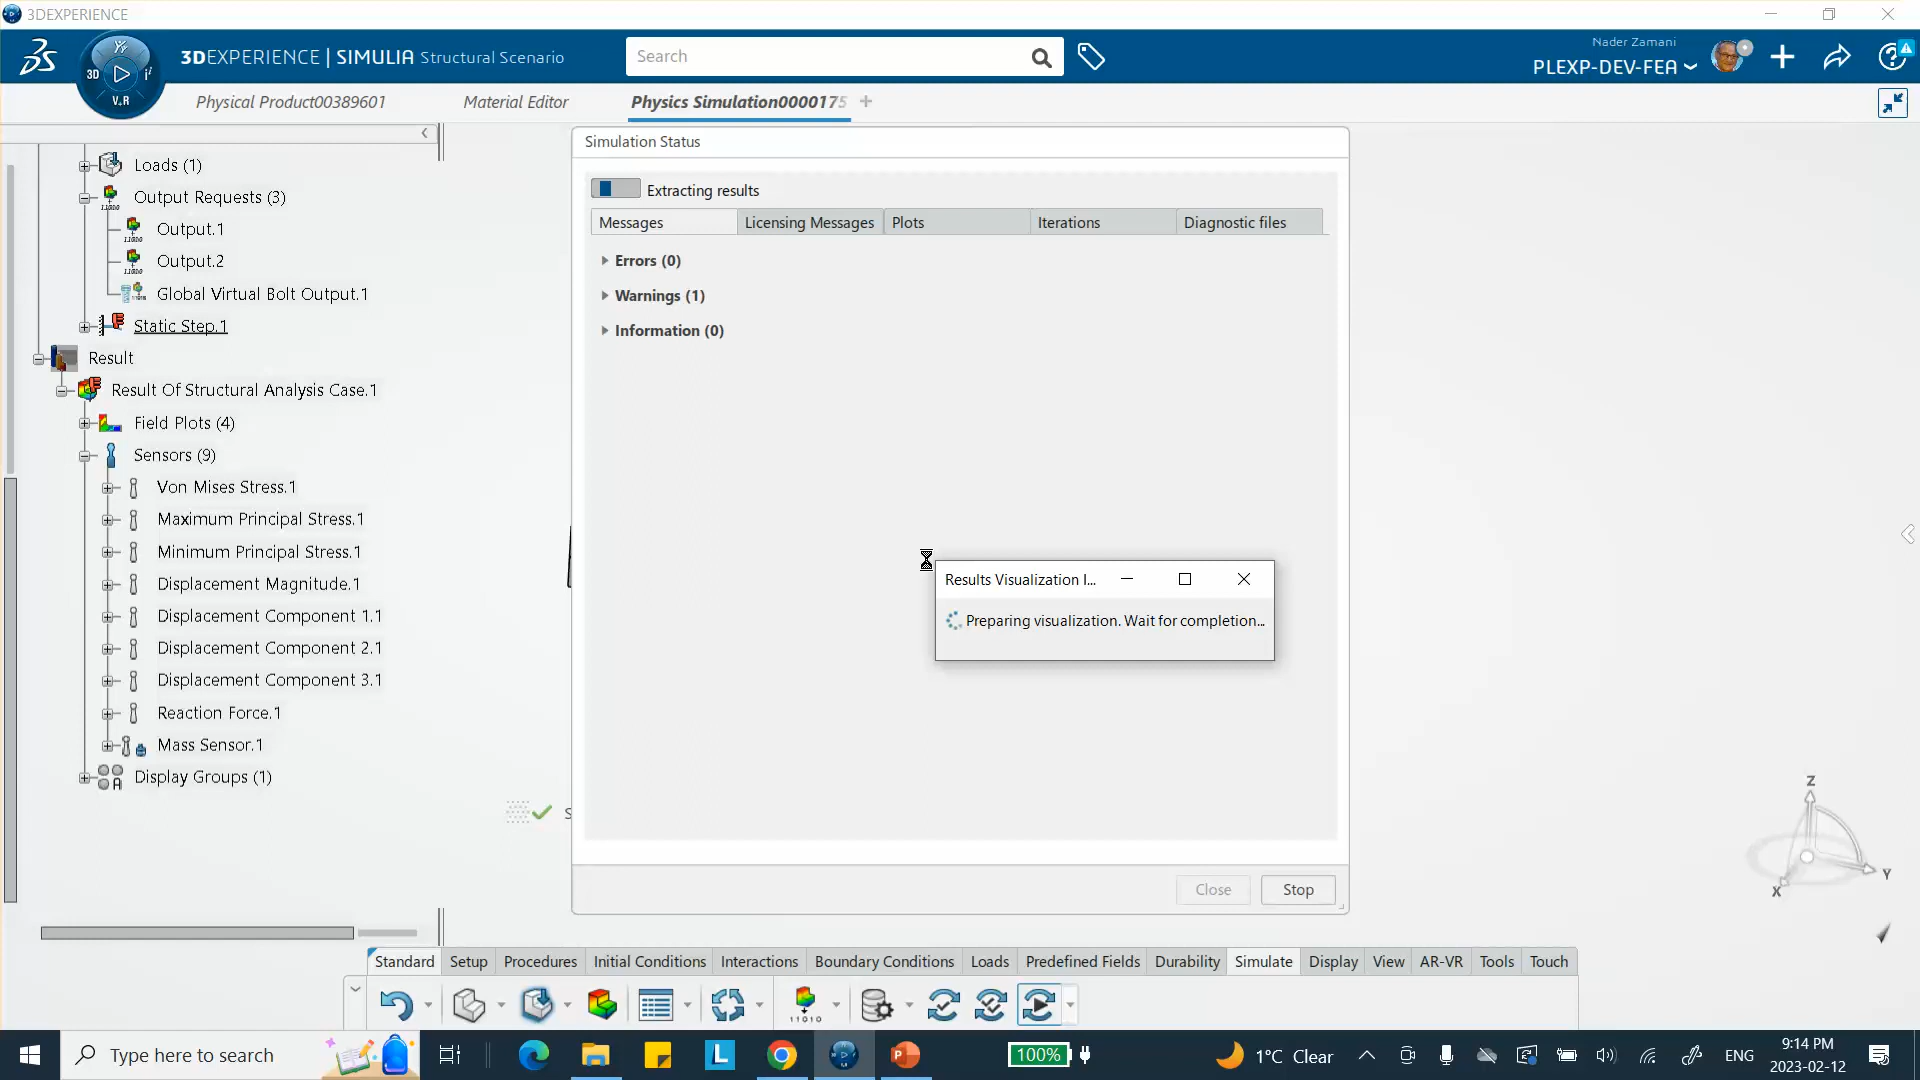 3DEXPERIENCE
3DEXPERIENCE | SIMULIA Structural Scenario
Search
Nader Zamani
PLEXP-DEV-FEA
3D
V.R
Physical Product00389601
Material Editor
Physics Simulation0000175
Loads (1)
Output Requests (3)
Output.1
Output.2
Global Virtual Bolt Output.1
Static Step.1
Result
Result Of Structural Analysis Case.1
Field Plots (4)
Sensors (9)
Von Mises Stress.1
Maximum Principal Stress.1
Minimum Principal Stress.1
Displacement Magnitude.1
Displacement Component 1.1
Displacement Component 2.1
Displacement Component 3.1
Reaction Force.1
Mass Sensor.1
Display Groups (1)
Simulation Status
Extracting results
Messages
Licensing Messages
Plots
Iterations
Diagnostic files
Errors (0)
Warnings (1)
Information (0)
Results Visualization I...
Preparing visualization. Wait for completion...
S
Close
Stop
Z
Y
X
Standard
Setup
Procedures
Initial Conditions
Interactions
Boundary Conditions
Loads
Predefined Fields
Durability
Simulate
Display
View
AR-VR
Tools
Touch
Type here to search
100%
1°C Clear
ENG
9:14 PM
2023-02-12